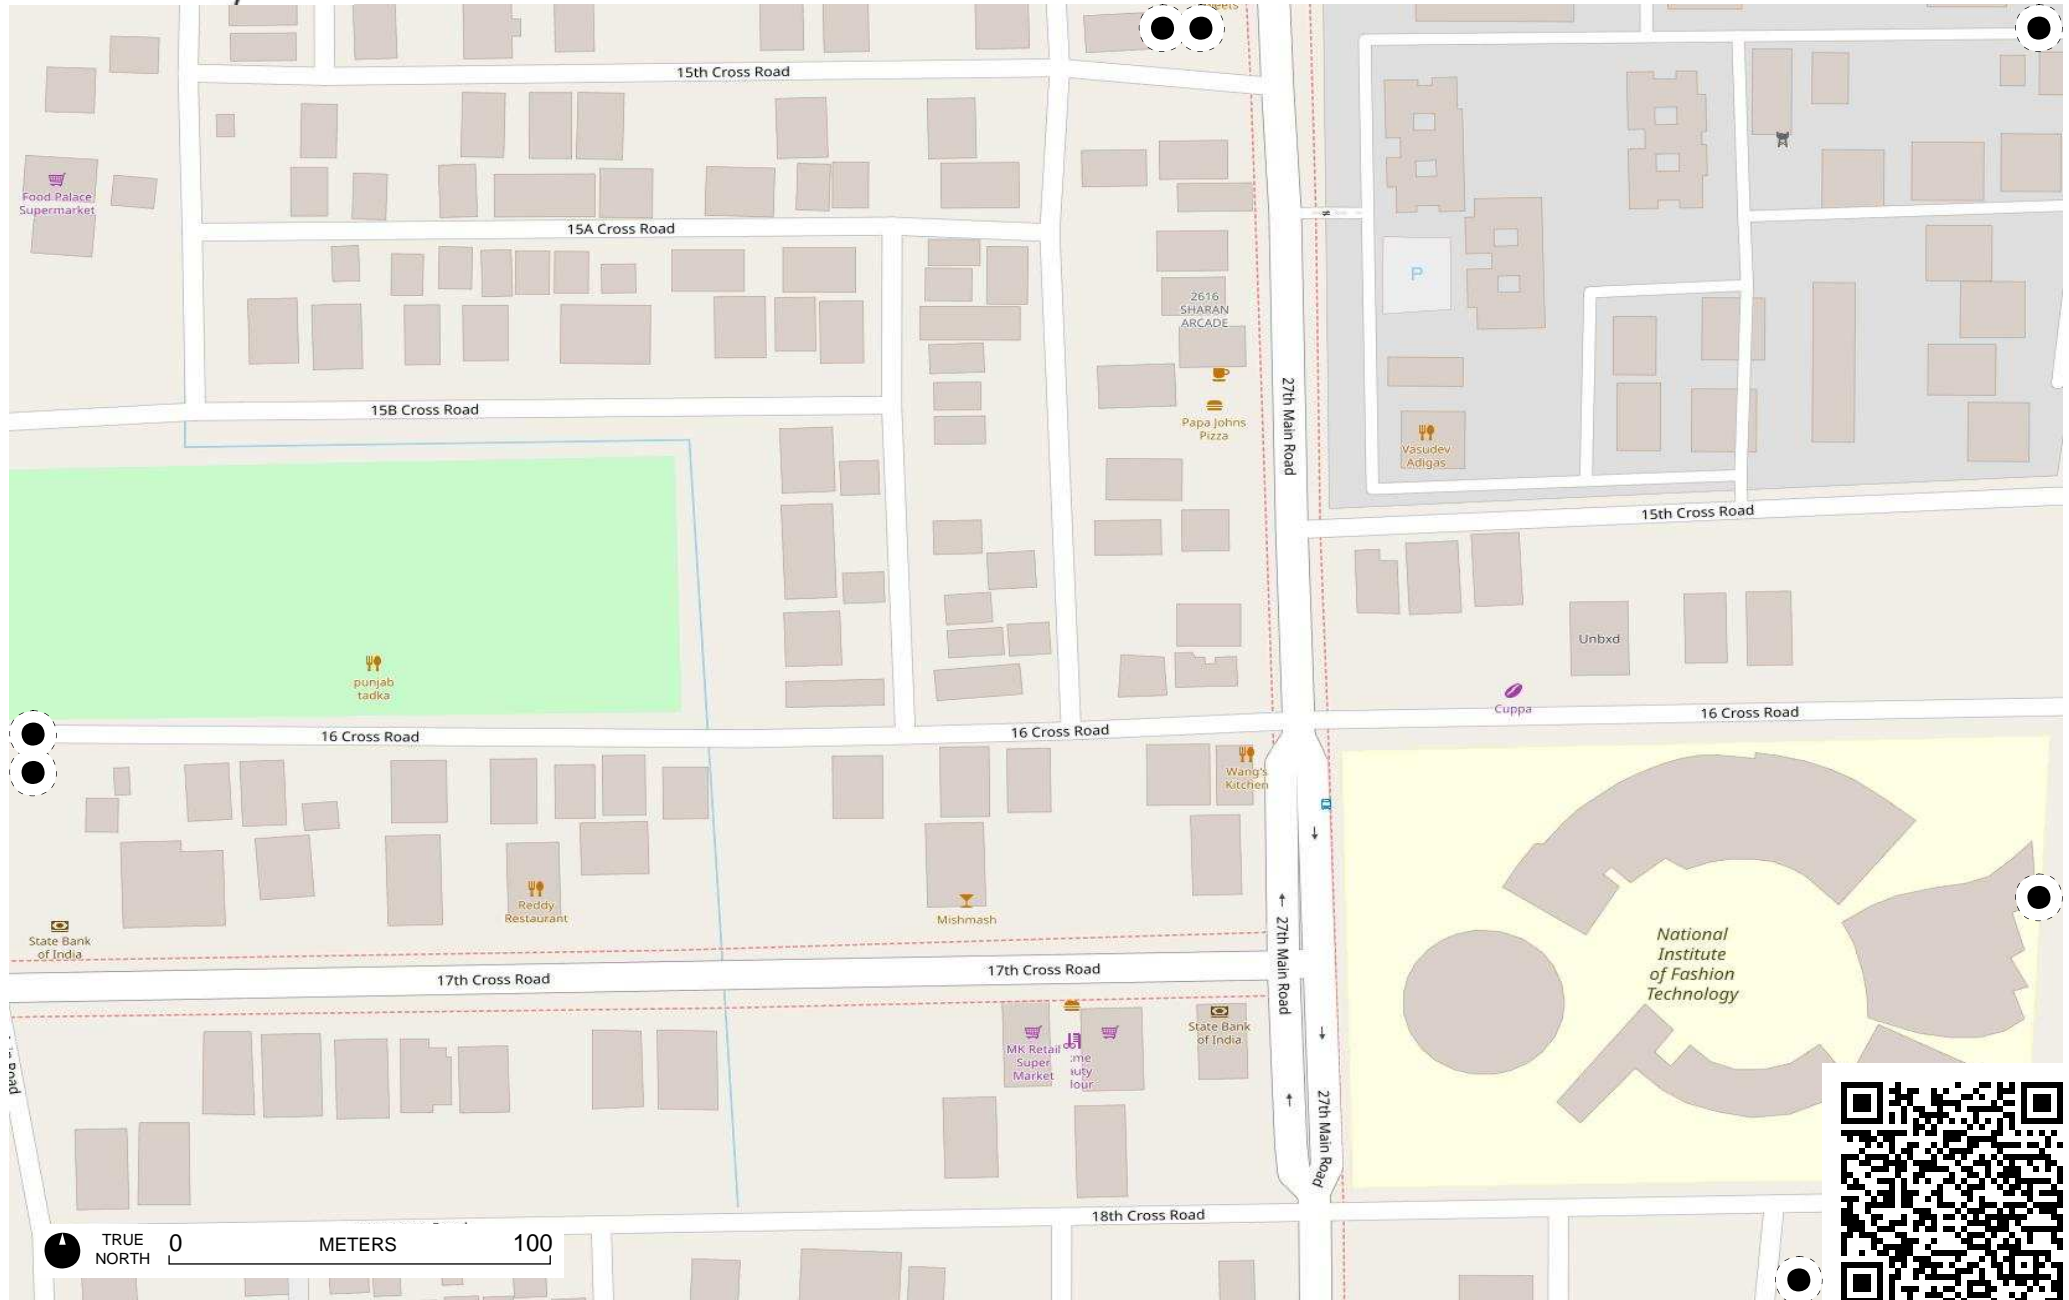 15th Cross Road
Food Palace
Supermarket
15A Cross Road
P
2616
SHARAN
ARCADE
15B Cross Road
27th Main Road
Papa Johns
Pizza
Vasudev
Adigas
15th Cross Road
Unbxd
punjab
tadka
Cuppa
16 Cross Road
16 Cross Road
16 Cross Road
Wang's
Kitchen
Reddy
Restaurant
Mishmash
State Bank
of India
National
Institute
of Fashion
Technology
27th Main Road
17th Cross Road
17th Cross Road
State Bank
of India
MK Retail
Super
Market
Road
27th Main Road
18th Cross Road
TRUE
NORTH
0 METERS 100